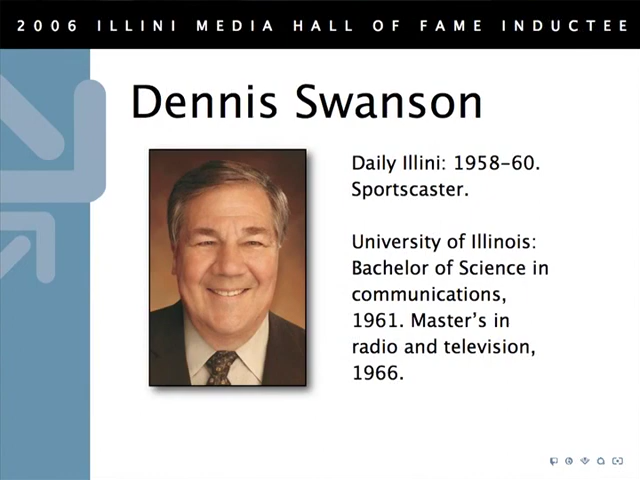 2006 ILLINI MEDIA HALL OF FAME INDUCTEE
Dennis Swanson
Daily Illini: 1958–60.
Sportscaster.
University of Illinois:
Bachelor of Science in
communications,
1961. Master’s in
radio and television,
1966.